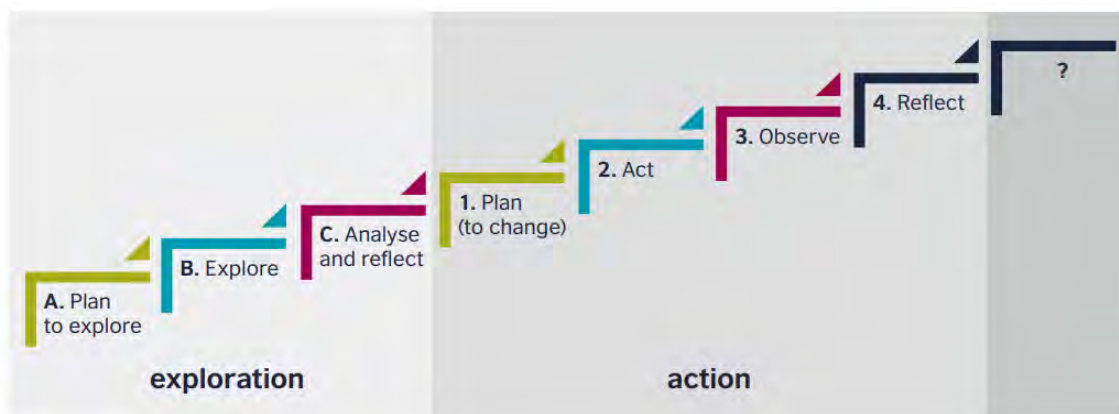 A. Plan
to explore
B. Explore
C. Analyse
and reflect
1. Plan
(to change)
2. Act
3. Observe
4. Reflect
?
exploration
action